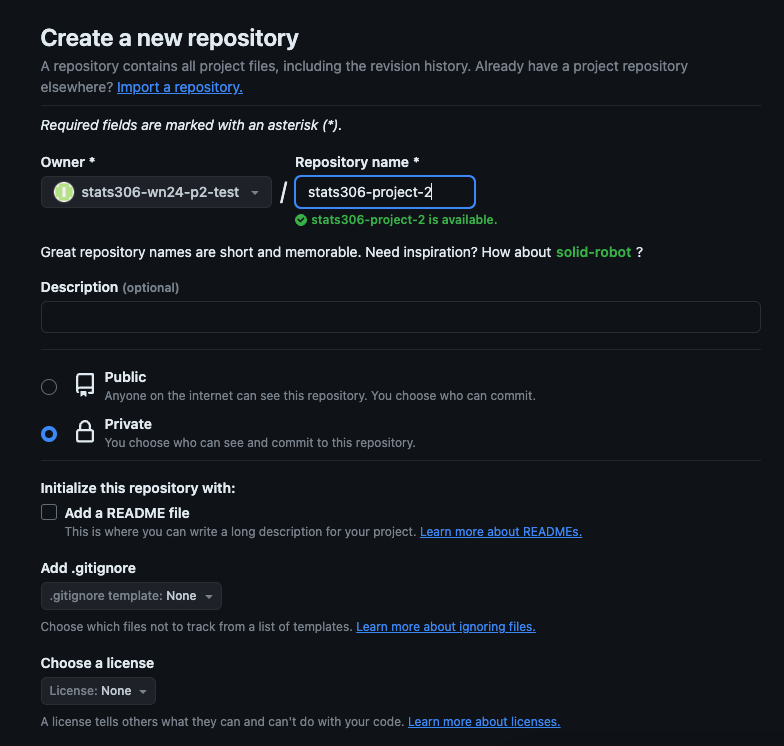 Create a new repository
A repository contains all project files, including the revision history. Already have a project repository
elsewhere? Import a repository.
Required fields are marked with an asterisk (*).
Owner * Repository name *
stats306-wn24-p2-test / stats306-project-2
stats306-project-2 is available.
Great repository names are short and memorable. Need inspiration? How about solid-robot ?
Description (optional)
Public
Anyone on the internet can see this repository. You choose who can commit.
Private
You choose who can see and commit to this repository.
Initialize this repository with:
Add a README file
This is where you can write a long description for your project. Learn more about READMEs.
Add .gitignore
.gitignore template: None
Choose which files not to track from a list of templates. Learn more about ignoring files.
Choose a license
License: None
A license tells others what they can and can't do with your code. Learn more about licenses.